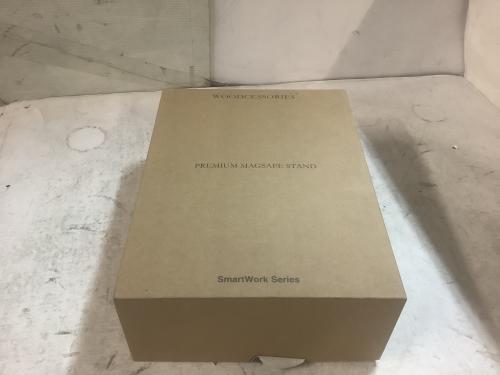 WOODCESSORIES
PREMIUM MAGSAFE STAND
SmartWork Series